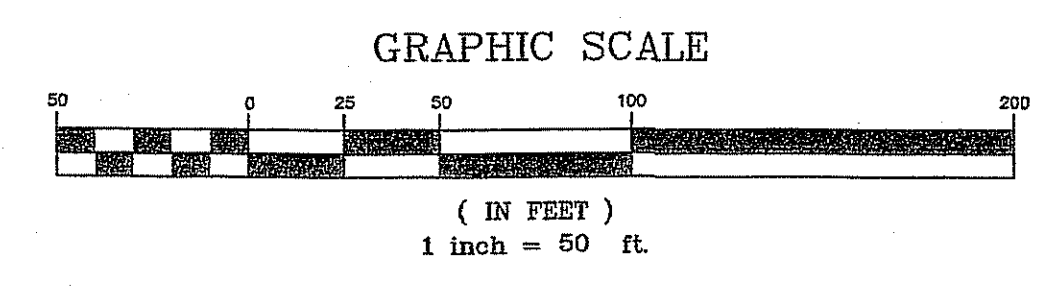 GRAPHIC SCALE
50 0 25 50 100 200
( IN FEET )
1 inch = 50 ft.